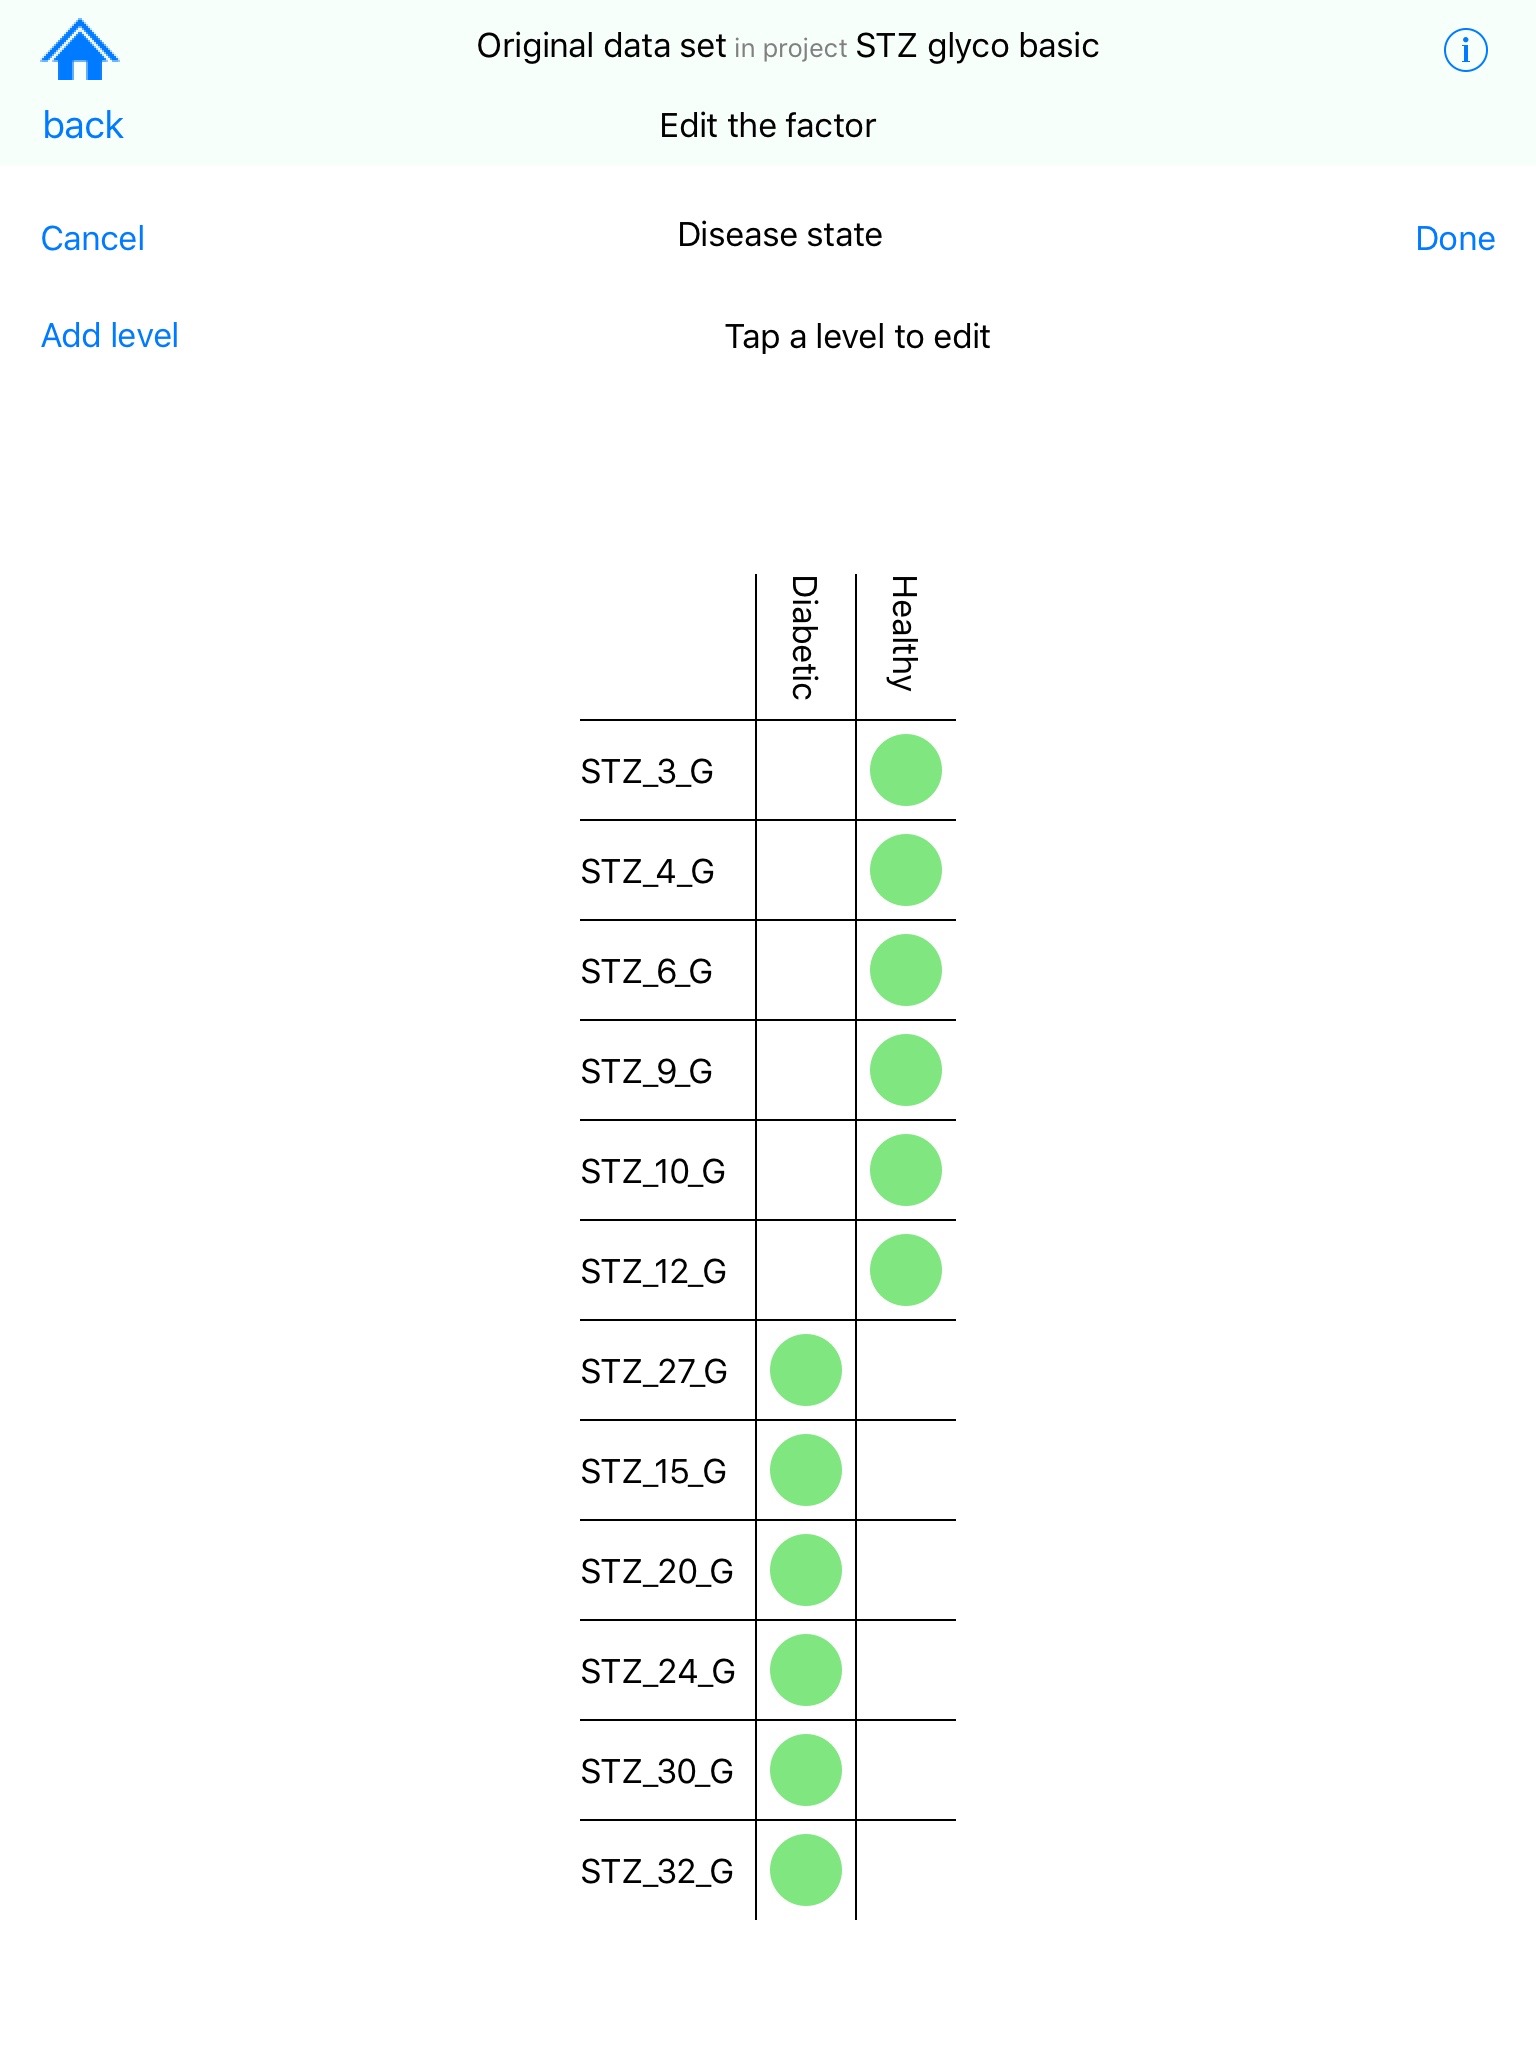 Original data set in project STZ glyco basic
back
Edit the factor
Cancel
Disease state
Done
Add level
Tap a level to edit
Diabetic
Healthy
STZ_3_G
STZ_4_G
STZ_6_G
STZ_9_G
STZ_10_G
STZ_12_G
STZ_27_G
STZ_15_G
STZ_20_G
STZ_24_G
STZ_30_G
STZ_32_G